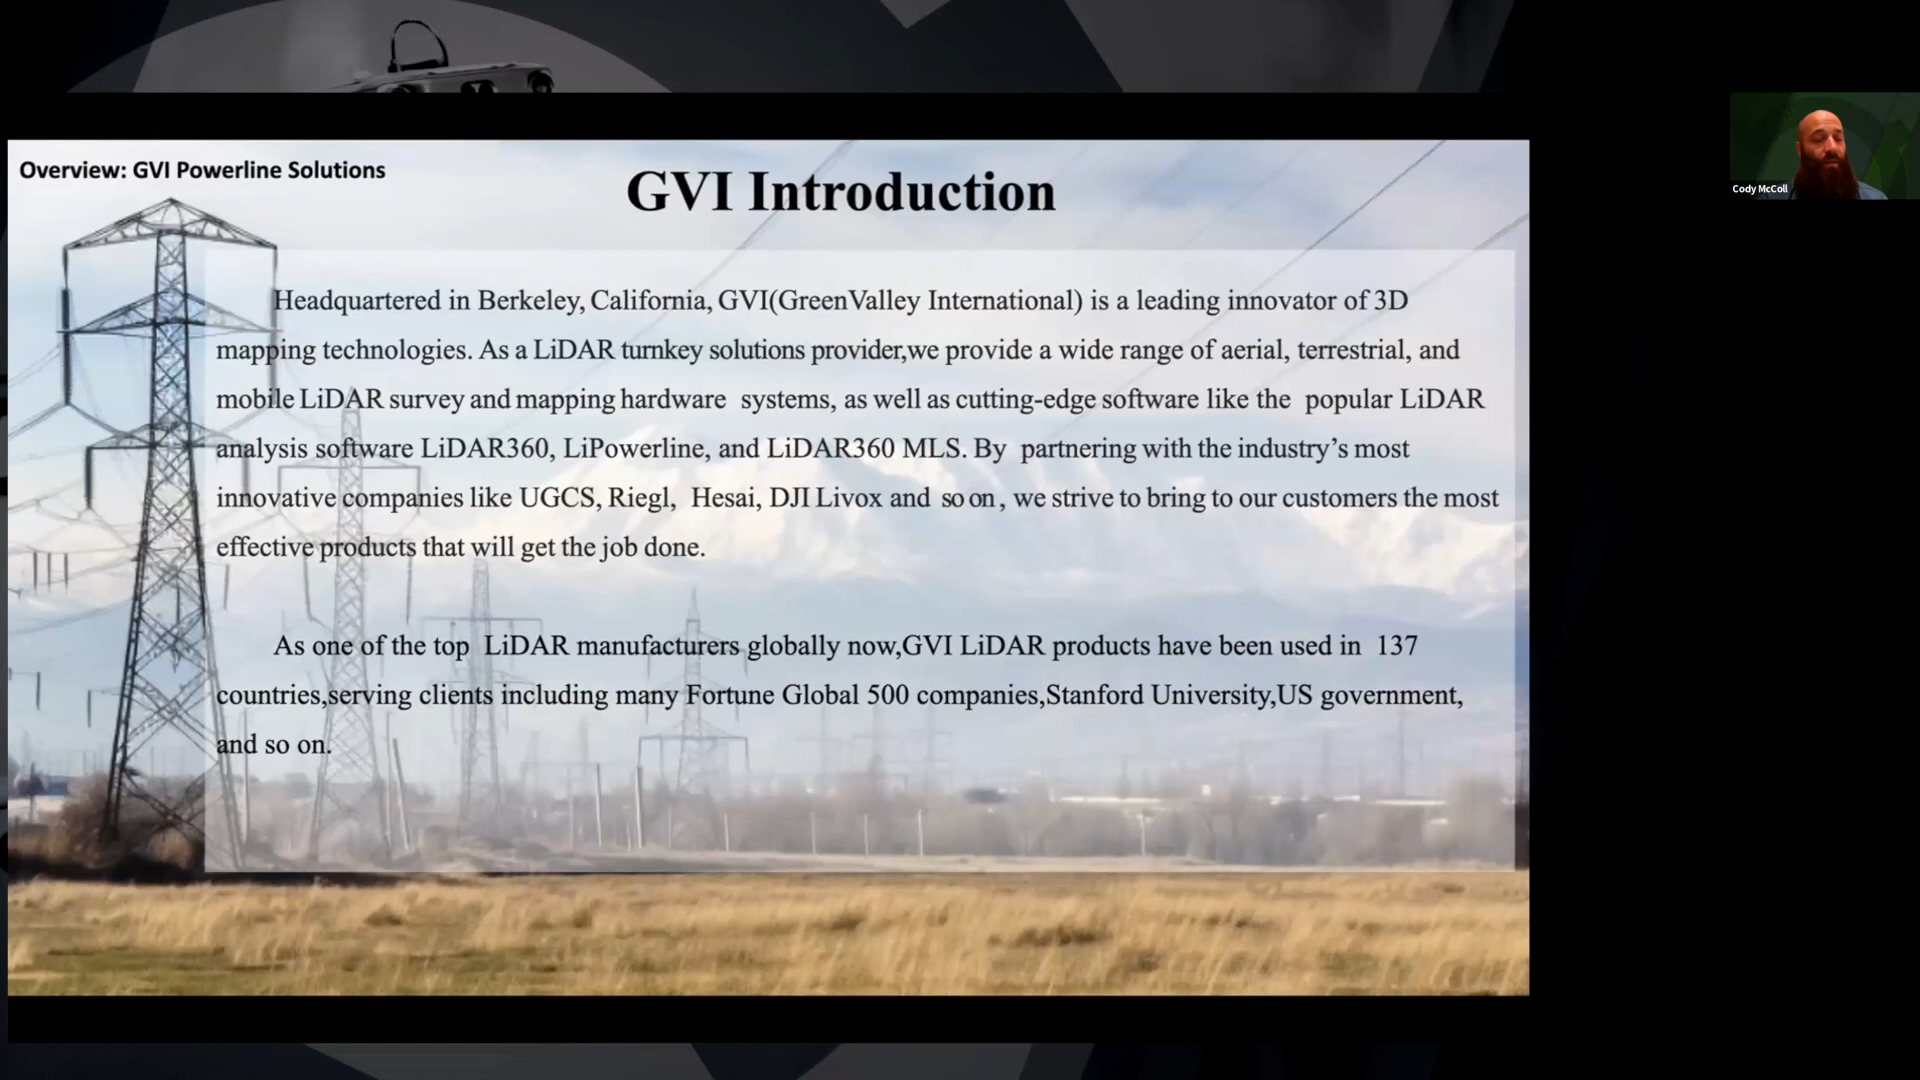 Overview: GVI Powerline Solutions
GVI Introduction
Cody McColl
Headquartered in Berkeley, California, GVI(GreenValley International) is a leading innovator of 3D
mapping technologies. As a LiDAR turnkey solutions provider,we provide a wide range of aerial, terrestrial, and
mobile LiDAR survey and mapping hardware systems, as well as cutting-edge software like the popular LiDAR
analysis software LiDAR360, LiPowerline, and LiDAR360 MLS. By partnering with the industry’s most
innovative companies like UGCS, Riegl, Hesai, DJI Livox and so on, we strive to bring to our customers the most
effective products that will get the job done.
As one of the top LiDAR manufacturers globally now,GVI LiDAR products have been used in 137
countries,serving clients including many Fortune Global 500 companies,Stanford University,US government,
and so on.